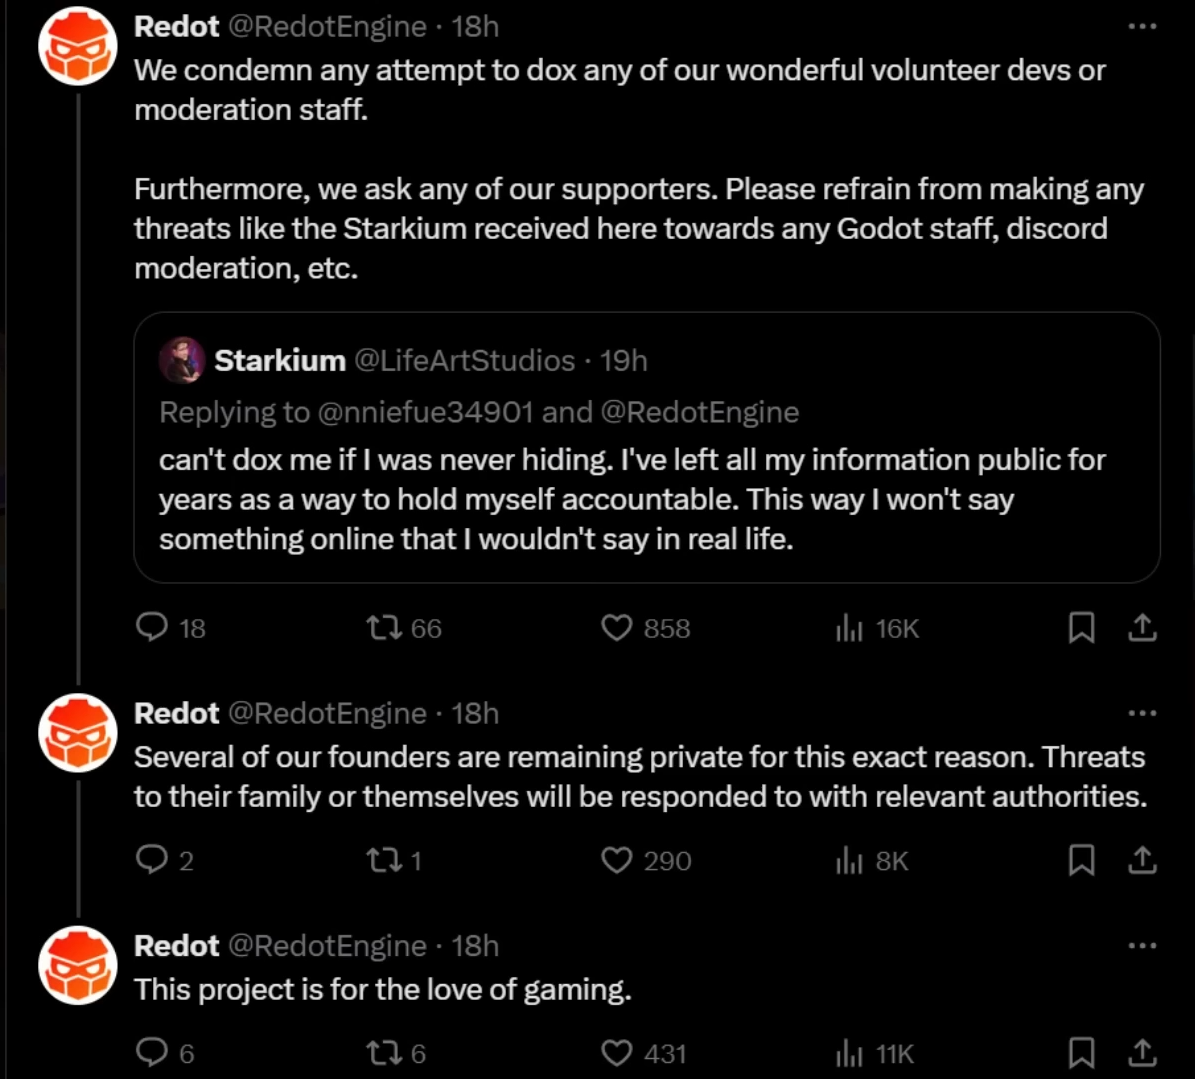 Redot @RedotEngine · 18h
We condemn any attempt to dox any of our wonderful volunteer devs or
moderation staff.
Furthermore, we ask any of our supporters. Please refrain from making any
threats like the Starkium received here towards any Godot staff, discord
moderation, etc.
Starkium @LifeArtStudios · 19h
Replying to @nniefue34901 and @RedotEngine
can't dox me if I was never hiding. I've left all my information public for
years as a way to hold myself accountable. This way I won't say
something online that I wouldn't say in real life.
18 66 858 16K
Redot @RedotEngine · 18h
Several of our founders are remaining private for this exact reason. Threats
to their family or themselves will be responded to with relevant authorities.
2 1 290 8K
Redot @RedotEngine · 18h
This project is for the love of gaming.
6 6 431 11K